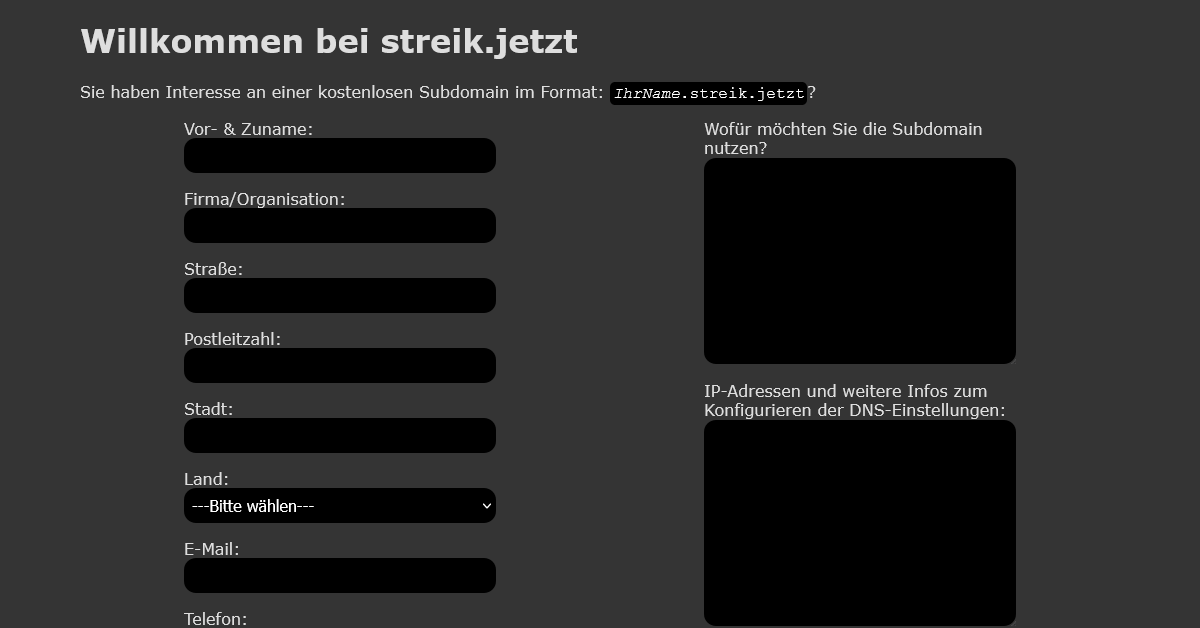 Willkommen bei streik.jetzt
Sie haben Interesse an einer kostenlosen Subdomain im Format: IhrName.streik.jetzt?
Vor- & Zuname:
Firma/Organisation:
Straße:
Postleitzahl:
Stadt:
Land:
---Bitte wählen---
E-Mail:
Telefon:
Wofür möchten Sie die Subdomain
nutzen?
IP-Adressen und weitere Infos zum
Konfigurieren der DNS-Einstellungen: